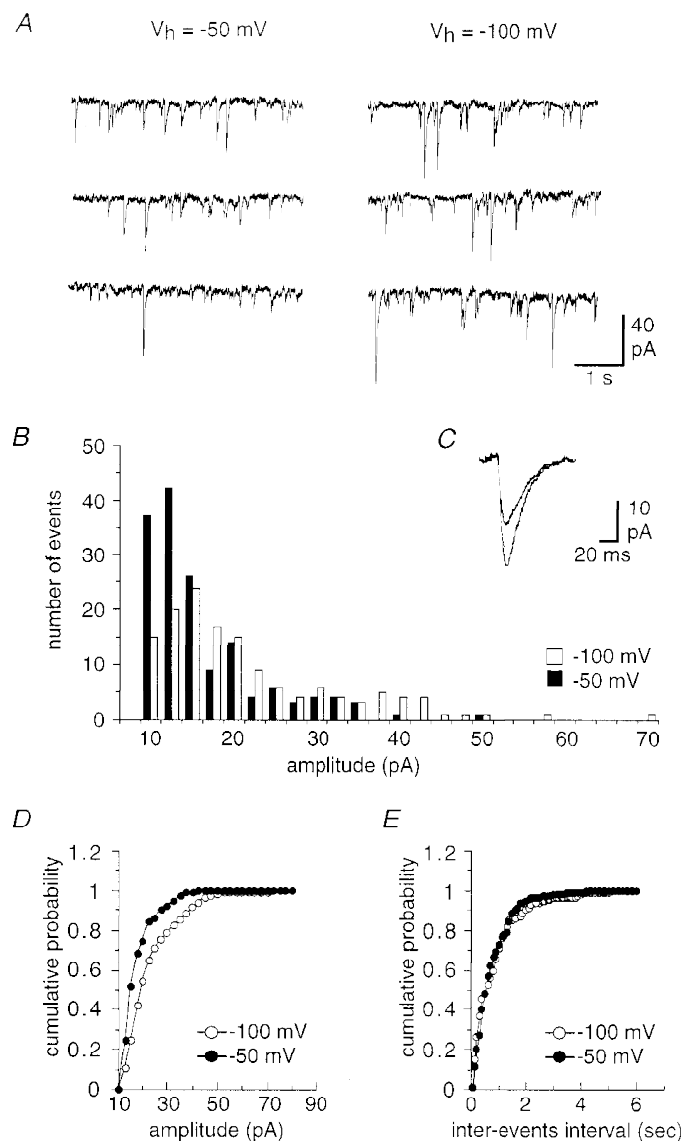 A
Vh = -50 mV
Vh = -100 mV
40
pA
1 s
B
50
40
30
20
10
0
number of events
10 20 30 40 50 60 70
amplitude (pA)
-100 mV
-50 mV
C
10
pA
20 ms
D
1.2
1
0.8
0.6
0.4
0.2
0
cumulative probability
10 30 50 70 90
amplitude (pA)
-100 mV
-50 mV
E
1.2
1
0.8
0.6
0.4
0.2
0
cumulative probability
0 2 4 6
inter-events interval (sec)
-100 mV
-50 mV